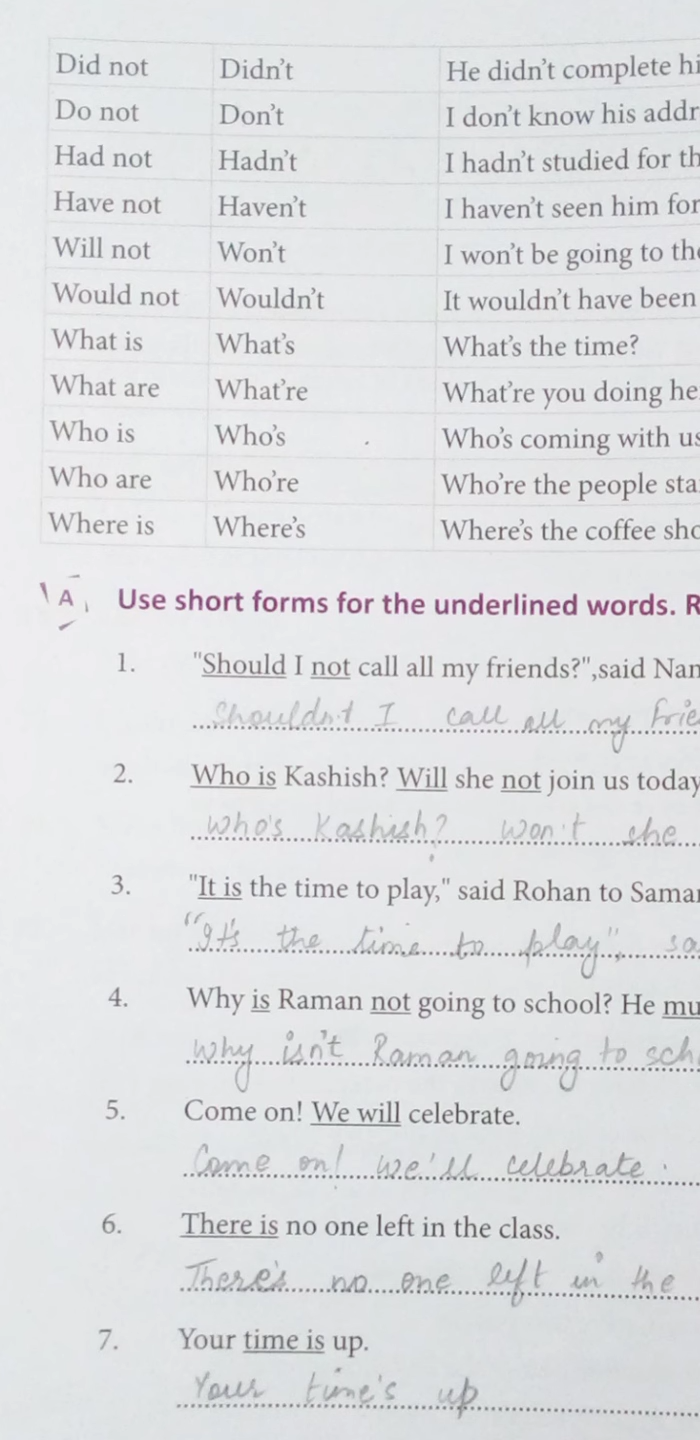 Did not Didn't He didn't complete hi
Do not Don't I don't know his addr
Had not Hadn't I hadn't studied for th
Have not Haven't I haven't seen him for
Will not Won't I won't be going to the
Would not Wouldn't It wouldn't have been
What is What's What's the time?
What are What're What're you doing he
Who is Who's Who's coming with us
Who are Who're Who're the people sta
Where is Where's Where's the coffee sho
A Use short forms for the underlined words. R
1. "Should I not call all my friends?",said Nan
Shouldn't I call all my frie
2. Who is Kashish? Will she not join us today
Who's Kashish? Won't she
3. "It is the time to play," said Rohan to Samar
"It's the time to play", sa
4. Why is Raman not going to school? He mu
Why isn't Raman going to sch
5. Come on! We will celebrate.
Come on! we'll celebrate.
6. There is no one left in the class.
There's no one left in the
7. Your time is up.
Your time's up